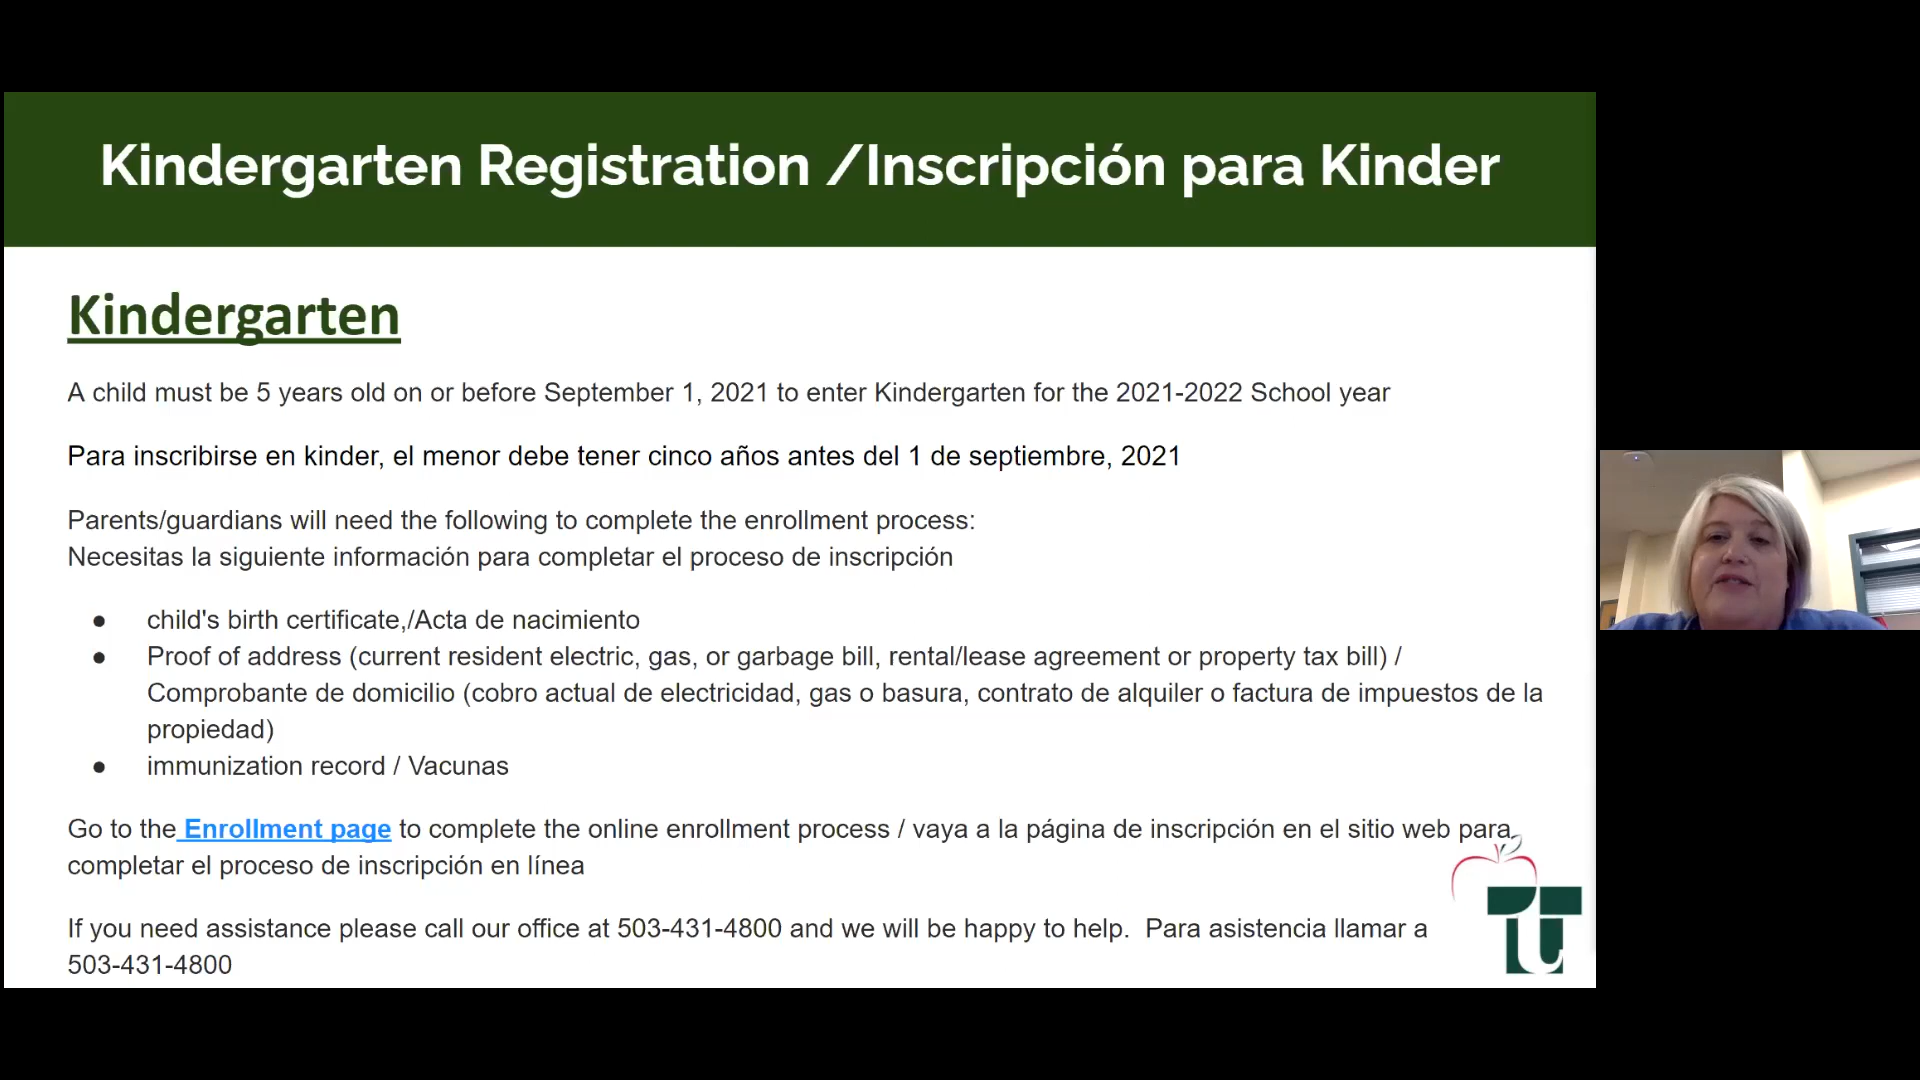 Kindergarten Registration /Inscripción para Kinder
Kindergarten
A child must be 5 years old on or before September 1, 2021 to enter Kindergarten for the 2021-2022 School year
Para inscribirse en kinder, el menor debe tener cinco años antes del 1 de septiembre, 2021
Parents/guardians will need the following to complete the enrollment process:
Necesitas la siguiente información para completar el proceso de inscripción
● child's birth certificate,/Acta de nacimiento
● Proof of address (current resident electric, gas, or garbage bill, rental/lease agreement or property tax bill) /
Comprobante de domicilio (cobro actual de electricidad, gas o basura, contrato de alquiler o factura de impuestos de la
propiedad)
● immunization record / Vacunas
Go to the Enrollment page to complete the online enrollment process / vaya a la página de inscripción en el sitio web para
completar el proceso de inscripción en línea
If you need assistance please call our office at 503-431-4800 and we will be happy to help.  Para asistencia llamar a
503-431-4800